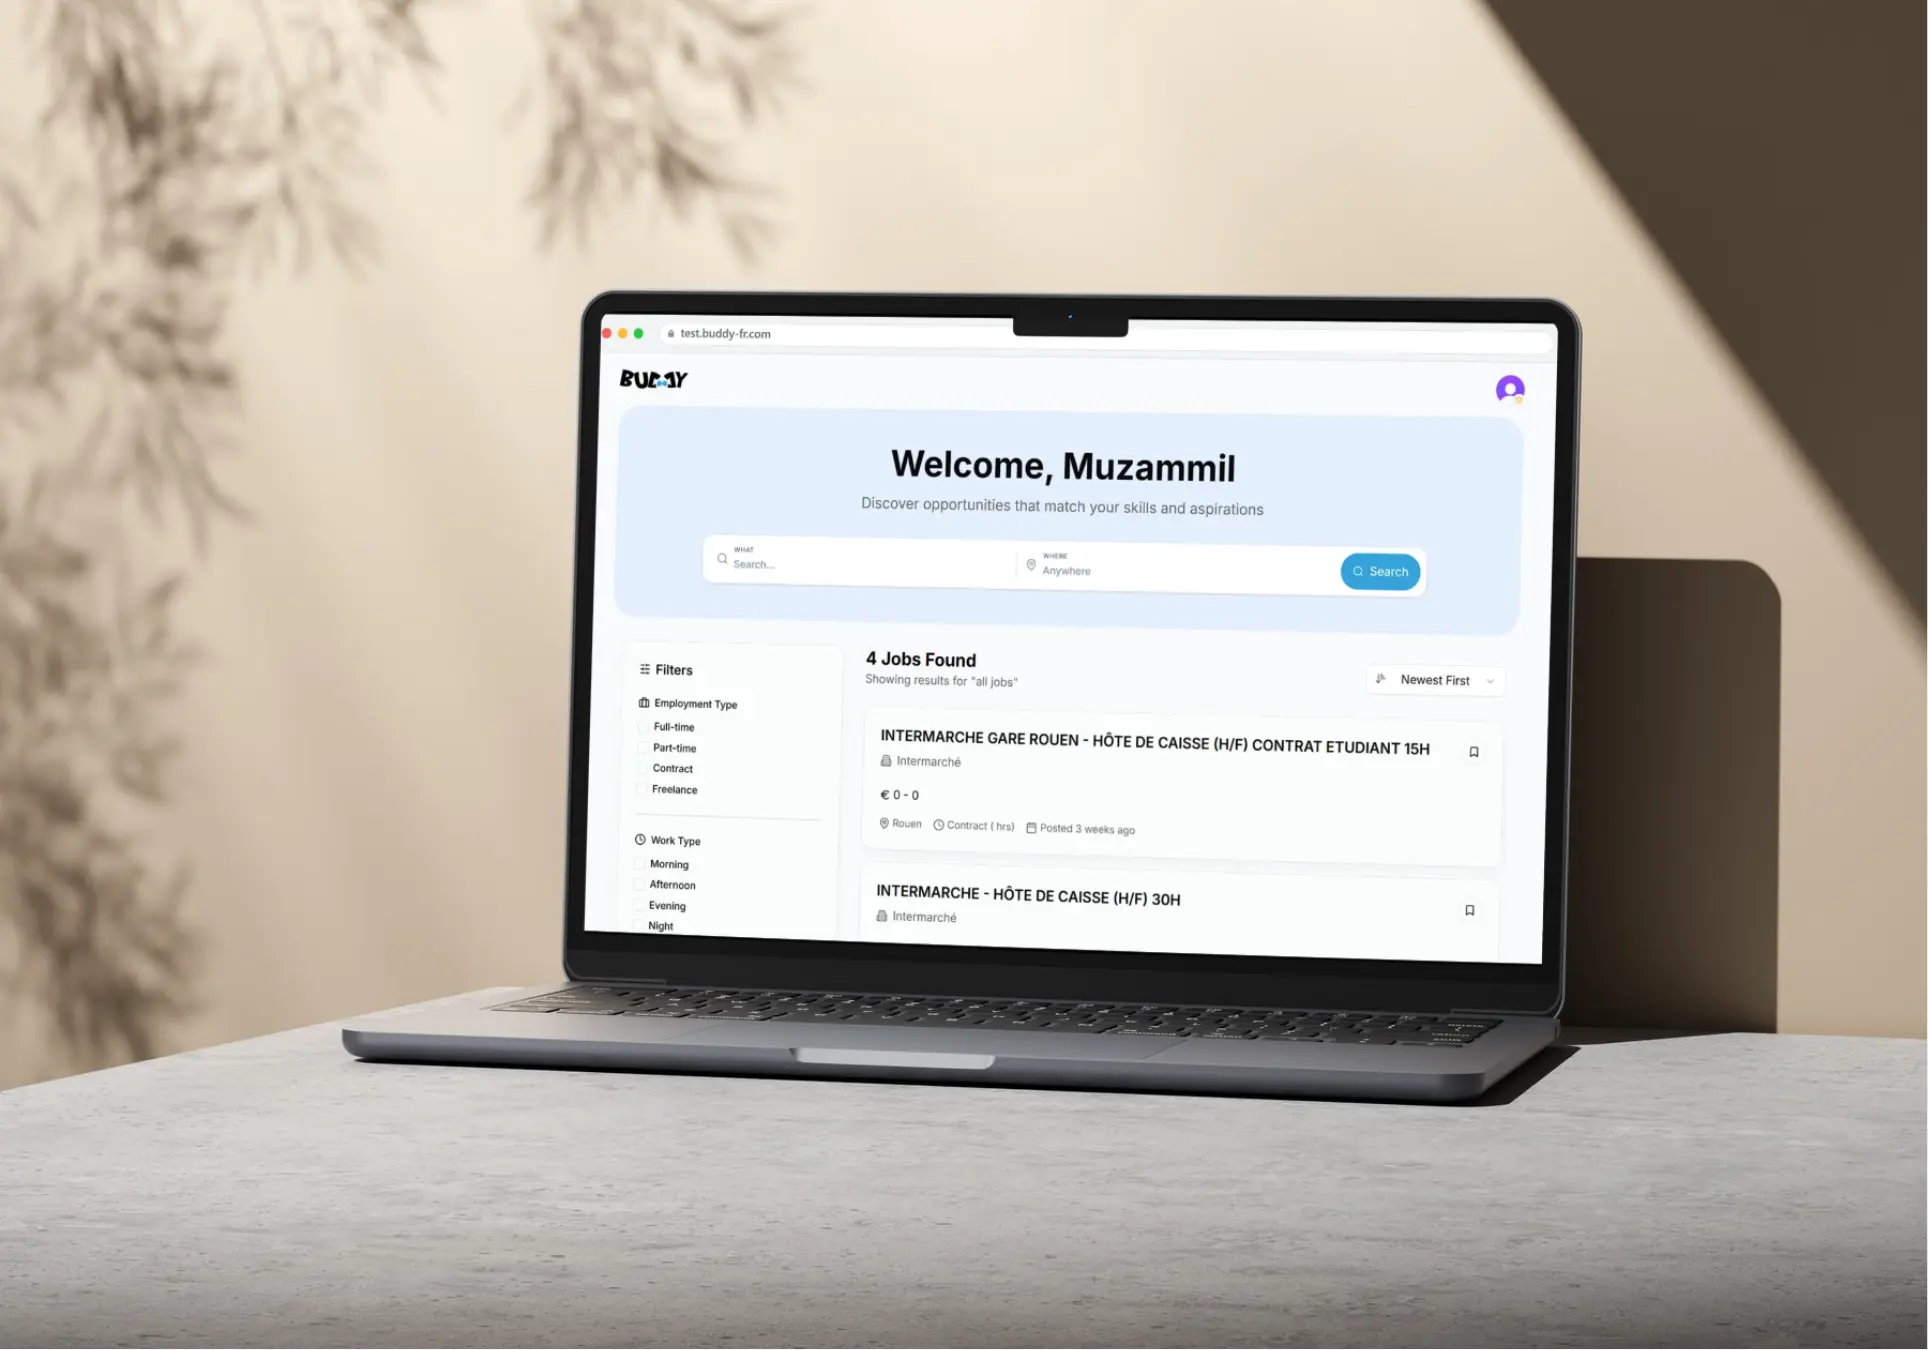 test.buddy-fr.com
BUDDY
Welcome, Muzammil
Discover opportunities that match your skills and aspirations
WHAT
Search...
WHERE
Anywhere
Search
Filters
Employment Type
Full-time
Part-time
Contract
Freelance
Work Type
Morning
Afternoon
Evening
Night
4 Jobs Found
Showing results for "all jobs"
Newest First
INTERMARCHE GARE ROUEN - HÔTE DE CAISSE (H/F) CONTRAT ETUDIANT 15H
Intermarché
€ 0 - 0
Rouen Contract ( hrs) Posted 3 weeks ago
INTERMARCHE - HÔTE DE CAISSE (H/F) 30H
Intermarché